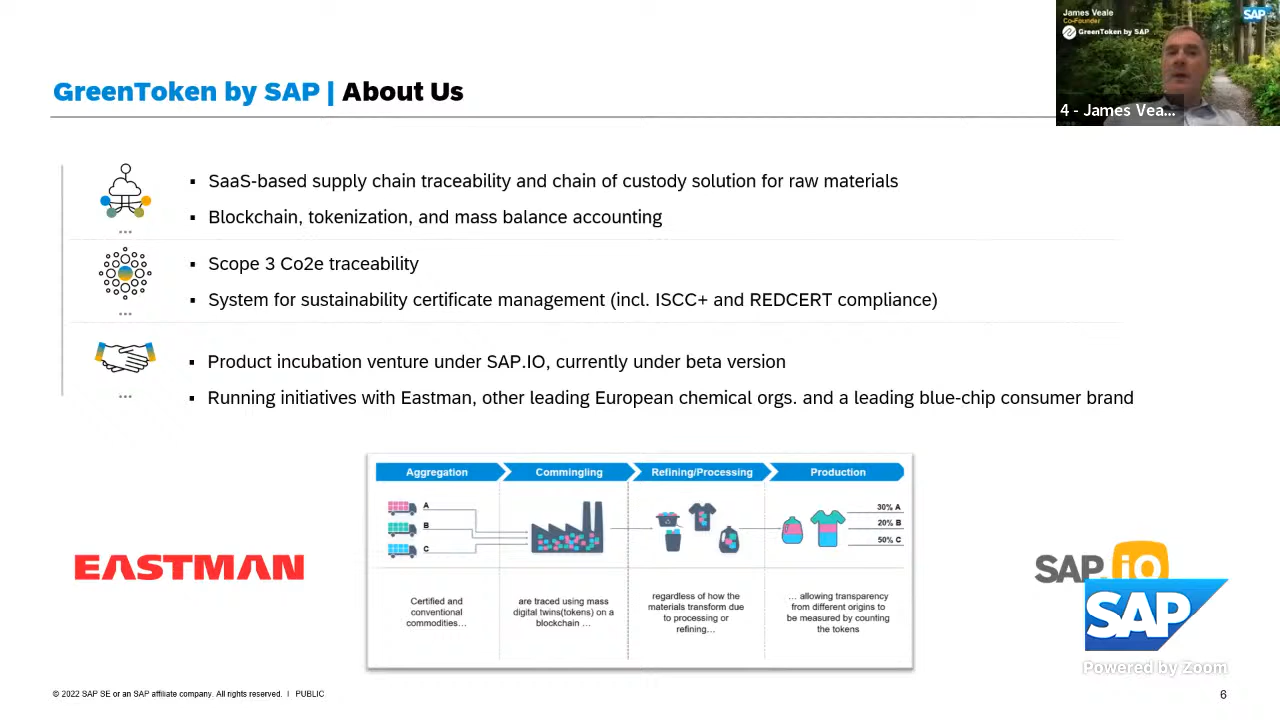 James Veale
Co-Founder
GreenToken by SAP
SAP
4 - James Vea...
GreenToken by SAP | About Us
▪ SaaS-based supply chain traceability and chain of custody solution for raw materials
▪ Blockchain, tokenization, and mass balance accounting
▪ Scope 3 Co2e traceability
▪ System for sustainability certificate management (incl. ISCC+ and REDCERT compliance)
▪ Product incubation venture under SAP.IO, currently under beta version
▪ Running initiatives with Eastman, other leading European chemical orgs. and a leading blue-chip consumer brand
Aggregation
Commingling
Refining/Processing
Production
A
B
C
30% A
20% B
50% C
Certified and
conventional
commodities…
are traced using mass
digital twins(tokens) on a
blockchain …
regardless of how the
materials transform due
to processing or
refining…
… allowing transparency
from different origins to
be measured by counting
the tokens
EASTMAN
SAP.iO
SAP
Powered by Zoom
© 2022 SAP SE or an SAP affiliate company. All rights reserved. | PUBLIC
6